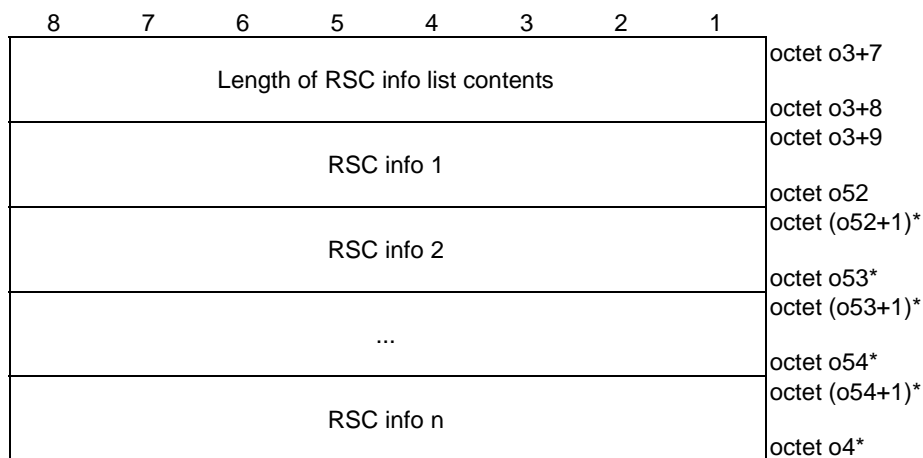 8 7 6 5 4 3 2 1
octet o3+7
Length of RSC info list contents
octet o3+8
octet o3+9
RSC info 1
octet o52
octet (o52+1)*
RSC info 2
octet o53*
octet (o53+1)*
...
octet o54*
octet (o54+1)*
RSC info n
octet o4*